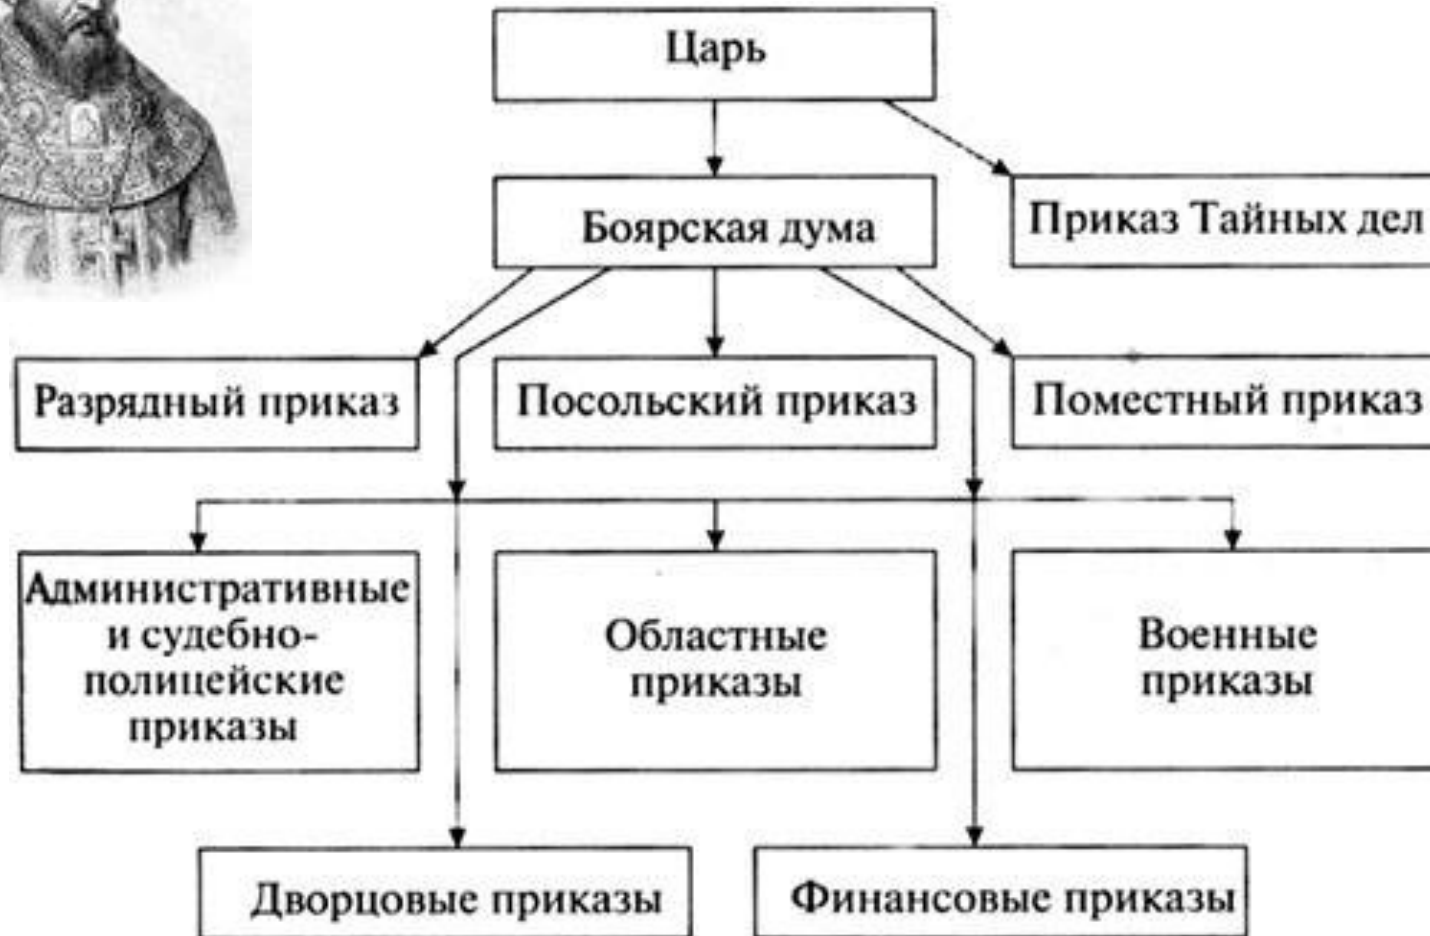 Царь
Боярская дума
Приказ Тайных дел
Разрядный приказ
Посольский приказ
Поместный приказ
Административные
и судебно-
полицейские
приказы
Областные
приказы
Военные
приказы
Дворцовые приказы
Финансовые приказы